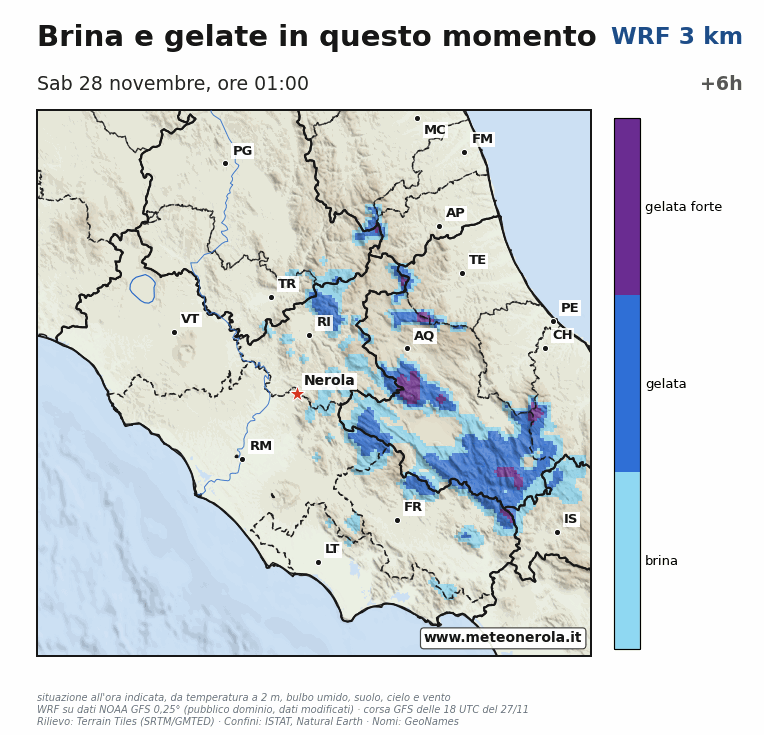 Brina e gelate in questo momento WRF 3 km
Sab 28 novembre, ore 01:00 +6h
MC
FM
PG
gelata forte
AP
TE
TR
PE
VT
RI
AQ
CH
Nerola
gelata
RM
FR
IS
LT
brina
www.meteonerola.it
situazione all'ora indicata, da temperatura a 2 m, bulbo umido, suolo, cielo e vento
WRF su dati NOAA GFS 0,25° (pubblico dominio, dati modificati) · corsa GFS delle 18 UTC del 27/11
Rilievo: Terrain Tiles (SRTM/GMTED) · Confini: ISTAT, Natural Earth · Nomi: GeoNames